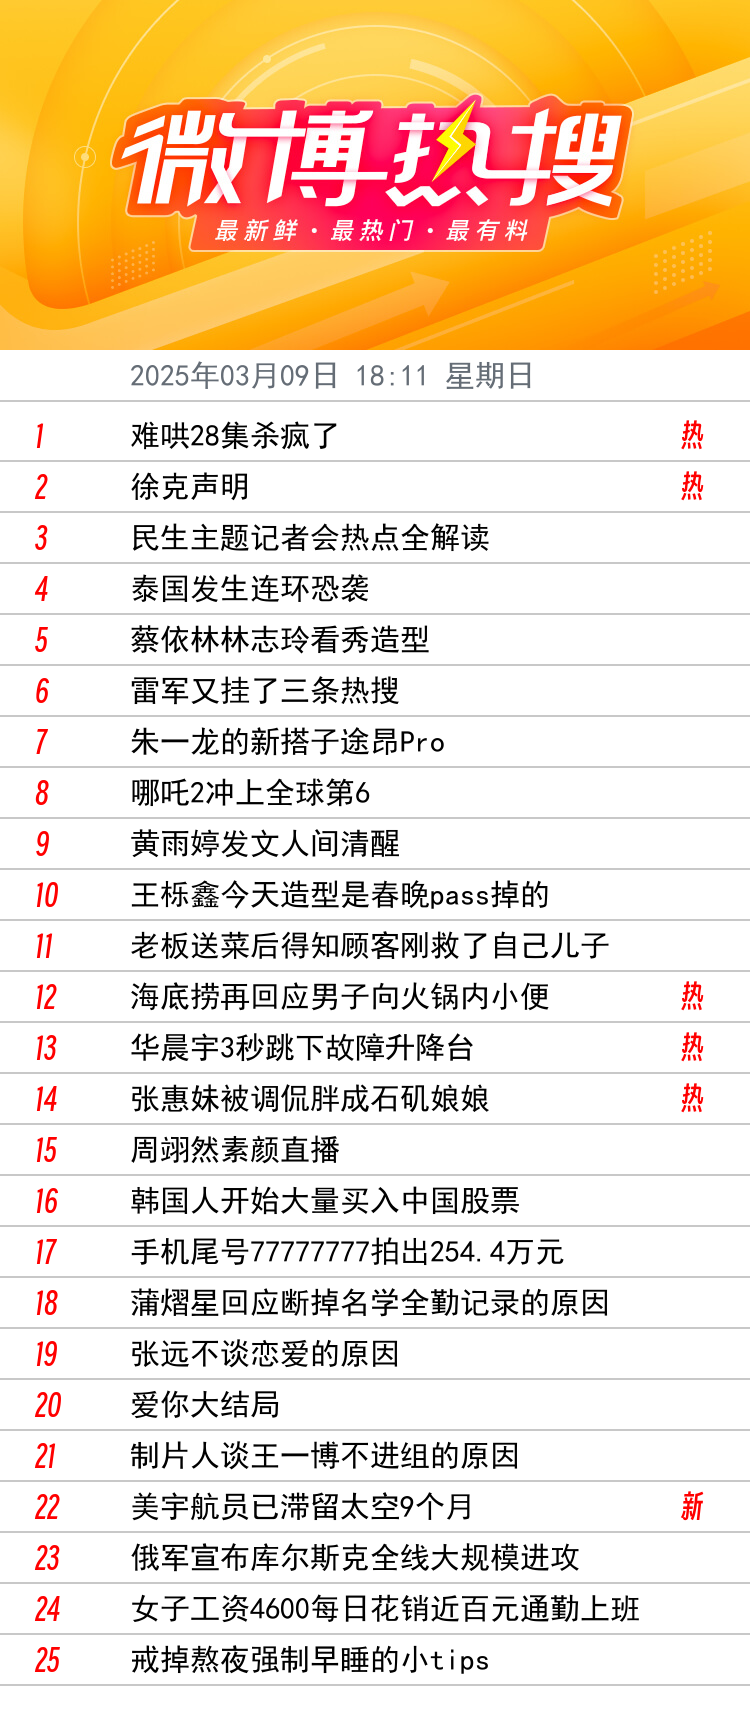 微博热搜
最新鲜·最热门·最有料
2025年03月09日 18:11 星期日
1 难哄28集杀疯了 热
2 徐克声明 热
3 民生主题记者会热点全解读
4 泰国发生连环恐袭
5 蔡依林林志玲看秀造型
6 雷军又挂了三条热搜
7 朱一龙的新搭子途昂Pro
8 哪吒2冲上全球第6
9 黄雨婷发文人间清醒
10 王栎鑫今天造型是春晚pass掉的
11 老板送菜后得知顾客刚救了自己儿子
12 海底捞再回应男子向火锅内小便 热
13 华晨宇3秒跳下故障升降台 热
14 张惠妹被调侃胖成石矶娘娘 热
15 周翊然素颜直播
16 韩国人开始大量买入中国股票
17 手机尾号77777777拍出254.4万元
18 蒲熠星回应断掉名学全勤记录的原因
19 张远不谈恋爱的原因
20 爱你大结局
21 制片人谈王一博不进组的原因
22 美宇航员已滞留太空9个月 新
23 俄军宣布库尔斯克全线大规模进攻
24 女子工资4600每日花销近百元通勤上班
25 戒掉熬夜强制早睡的小tips